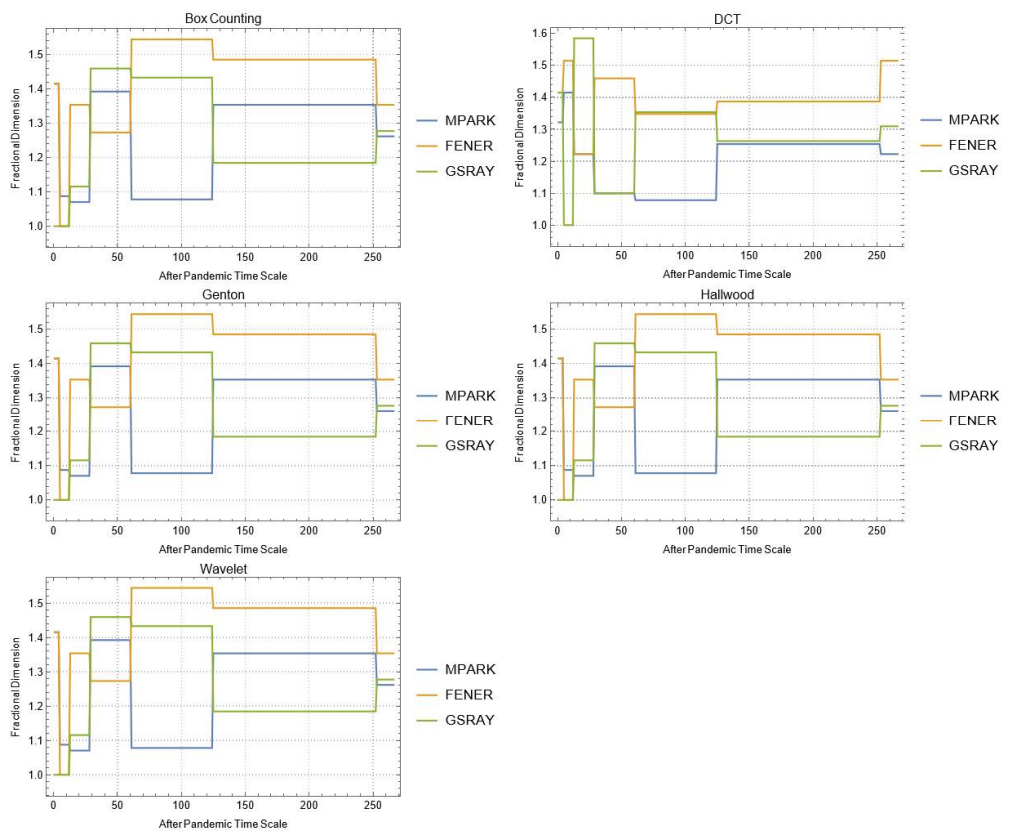 Box Counting
Fractional Dimension
1.5
1.4
1.3
1.2
1.1
1.0
0 50 100 150 200 250
After Pandemic Time Scale
MPARK
FENER
GSRAY
DCT
Fractional Dimension
1.6
1.5
1.4
1.3
1.2
1.1
1.0
0 50 100 150 200 250
After Pandemic Time Scale
MPARK
FENER
GSRAY
Genton
Fractional Dimension
1.5
1.4
1.3
1.2
1.1
1.0
0 50 100 150 200 250
After Pandemic Time Scale
MPARK
FENER
GSRAY
Hallwood
Fractional Dimension
1.5
1.4
1.3
1.2
1.1
1.0
0 50 100 150 200 250
After Pandemic Time Scale
MPARK
FENER
GSRAY
Wavelet
Fractional Dimension
1.5
1.4
1.3
1.2
1.1
1.0
0 50 100 150 200 250
After Pandemic Time Scale
MPARK
FENER
GSRAY